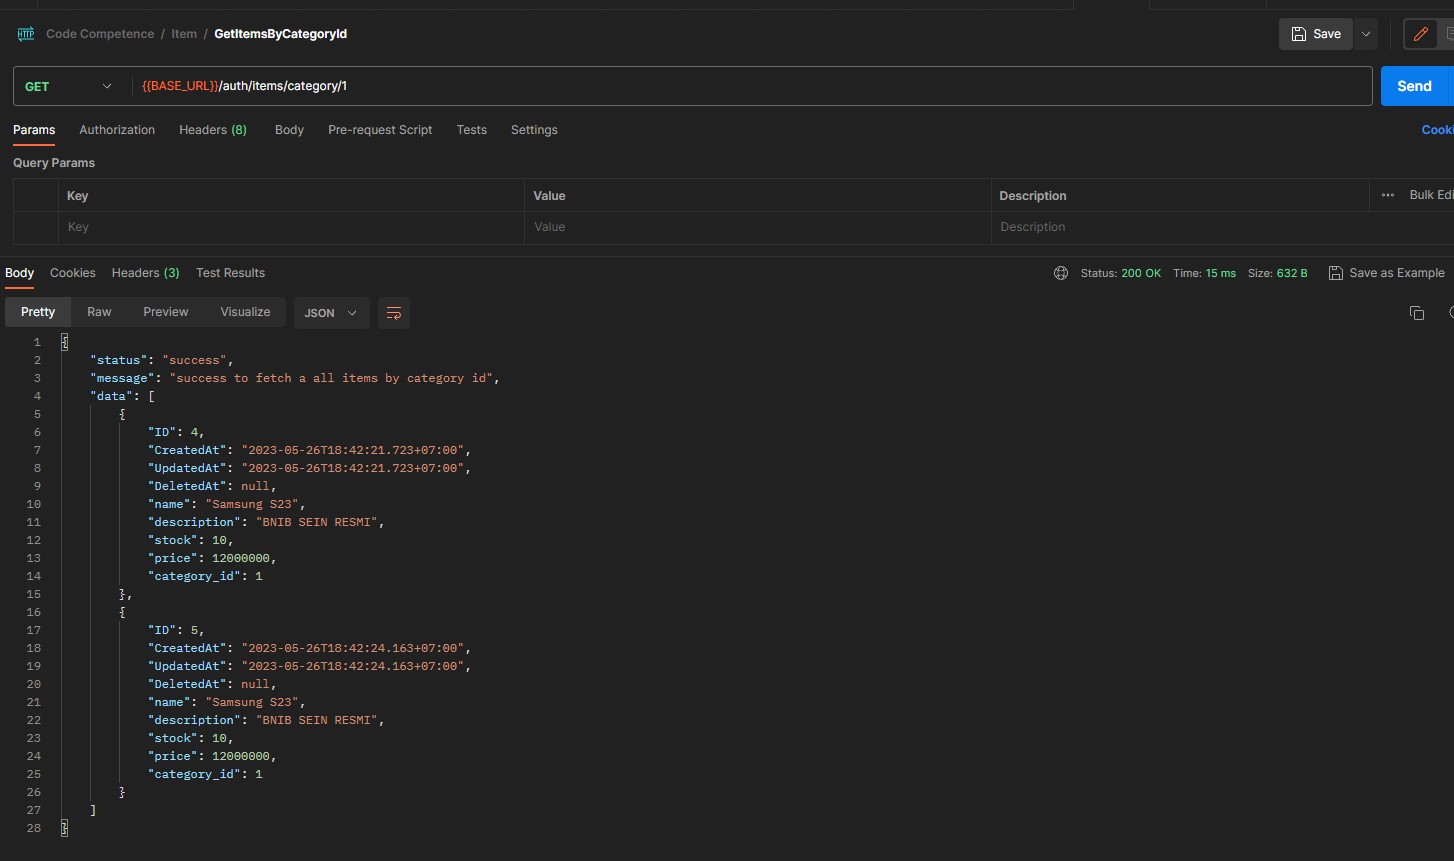 HTTP Code Competence / Item / GetItemsByCategoryId Save
GET {{BASE_URL}}/auth/items/category/1 Send
Params Authorization Headers (8) Body Pre-request Script Tests Settings
Query Params
Key Value Description ••• Bulk Edi
Key Value Description
Body Cookies Headers (3) Test Results Status: 200 OK Time: 15 ms Size: 632 B Save as Example
Pretty Raw Preview Visualize JSON
1 {
2 "status": "success",
3 "message": "success to fetch a all items by category id",
4 "data": [
5 {
6 "ID": 4,
7 "CreatedAt": "2023-05-26T18:42:21.723+07:00",
8 "UpdatedAt": "2023-05-26T18:42:21.723+07:00",
9 "DeletedAt": null,
10 "name": "Samsung S23",
11 "description": "BNIB SEIN RESMI",
12 "stock": 10,
13 "price": 12000000,
14 "category_id": 1
15 },
16 {
17 "ID": 5,
18 "CreatedAt": "2023-05-26T18:42:24.163+07:00",
19 "UpdatedAt": "2023-05-26T18:42:24.163+07:00",
20 "DeletedAt": null,
21 "name": "Samsung S23",
22 "description": "BNIB SEIN RESMI",
23 "stock": 10,
24 "price": 12000000,
25 "category_id": 1
26 }
27 ]
28 }